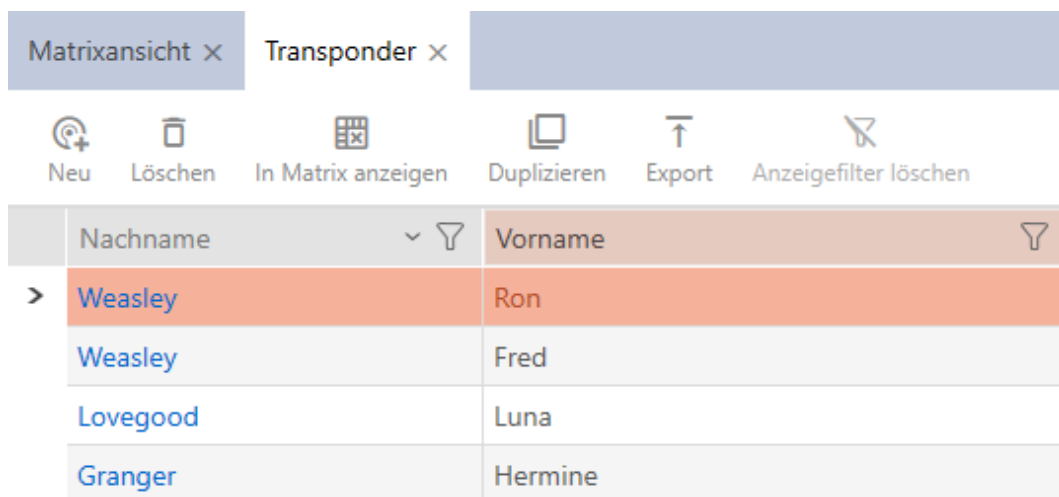 Matrixansicht × Transponder ×
Neu Löschen In Matrix anzeigen Duplizieren Export Anzeigefilter löschen
Nachname Vorname
Weasley Ron
Weasley Fred
Lovegood Luna
Granger Hermine